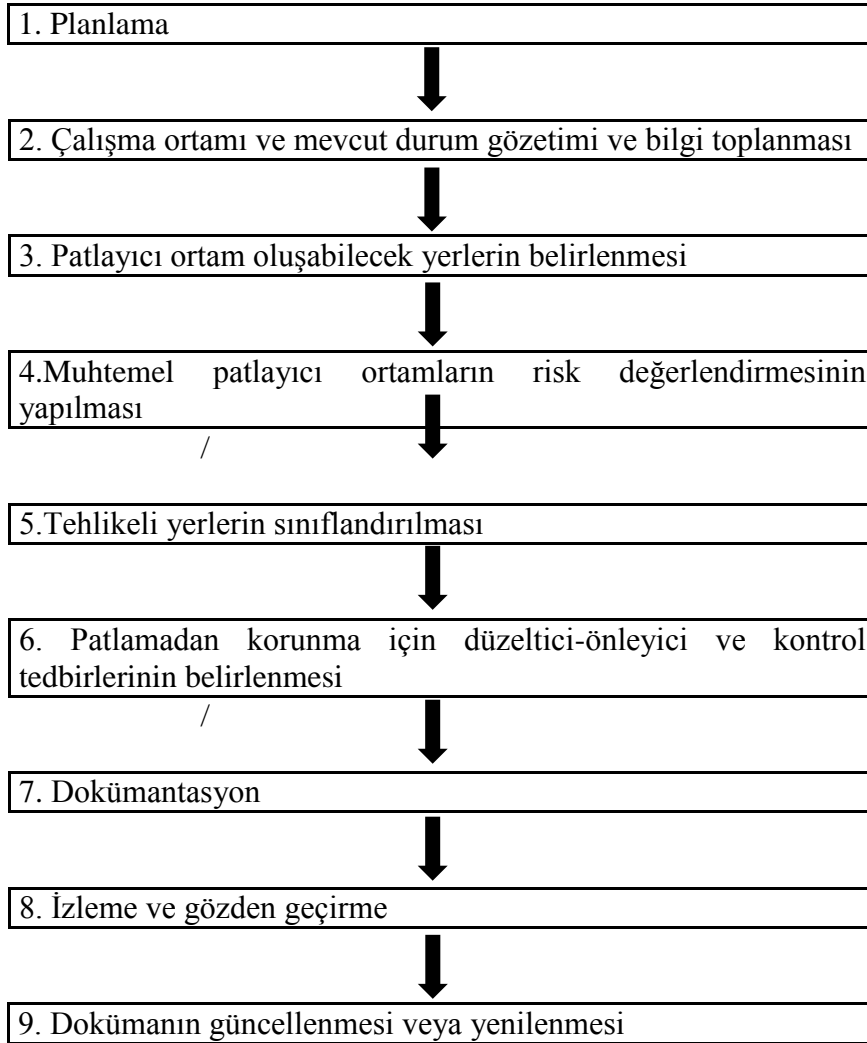 1. Planlama
2. Çalışma ortamı ve mevcut durum gözetimi ve bilgi toplanması
3. Patlayıcı ortam oluşabilecek yerlerin belirlenmesi
4.Muhtemel patlayıcı ortamların risk değerlendirmesinin
yapılması
/
5.Tehlikeli yerlerin sınıflandırılması
6. Patlamadan korunma için düzeltici-önleyici ve kontrol
tedbirlerinin belirlenmesi
/
7. Dokümantasyon
8. İzleme ve gözden geçirme
9. Dokümanın güncellenmesi veya yenilenmesi